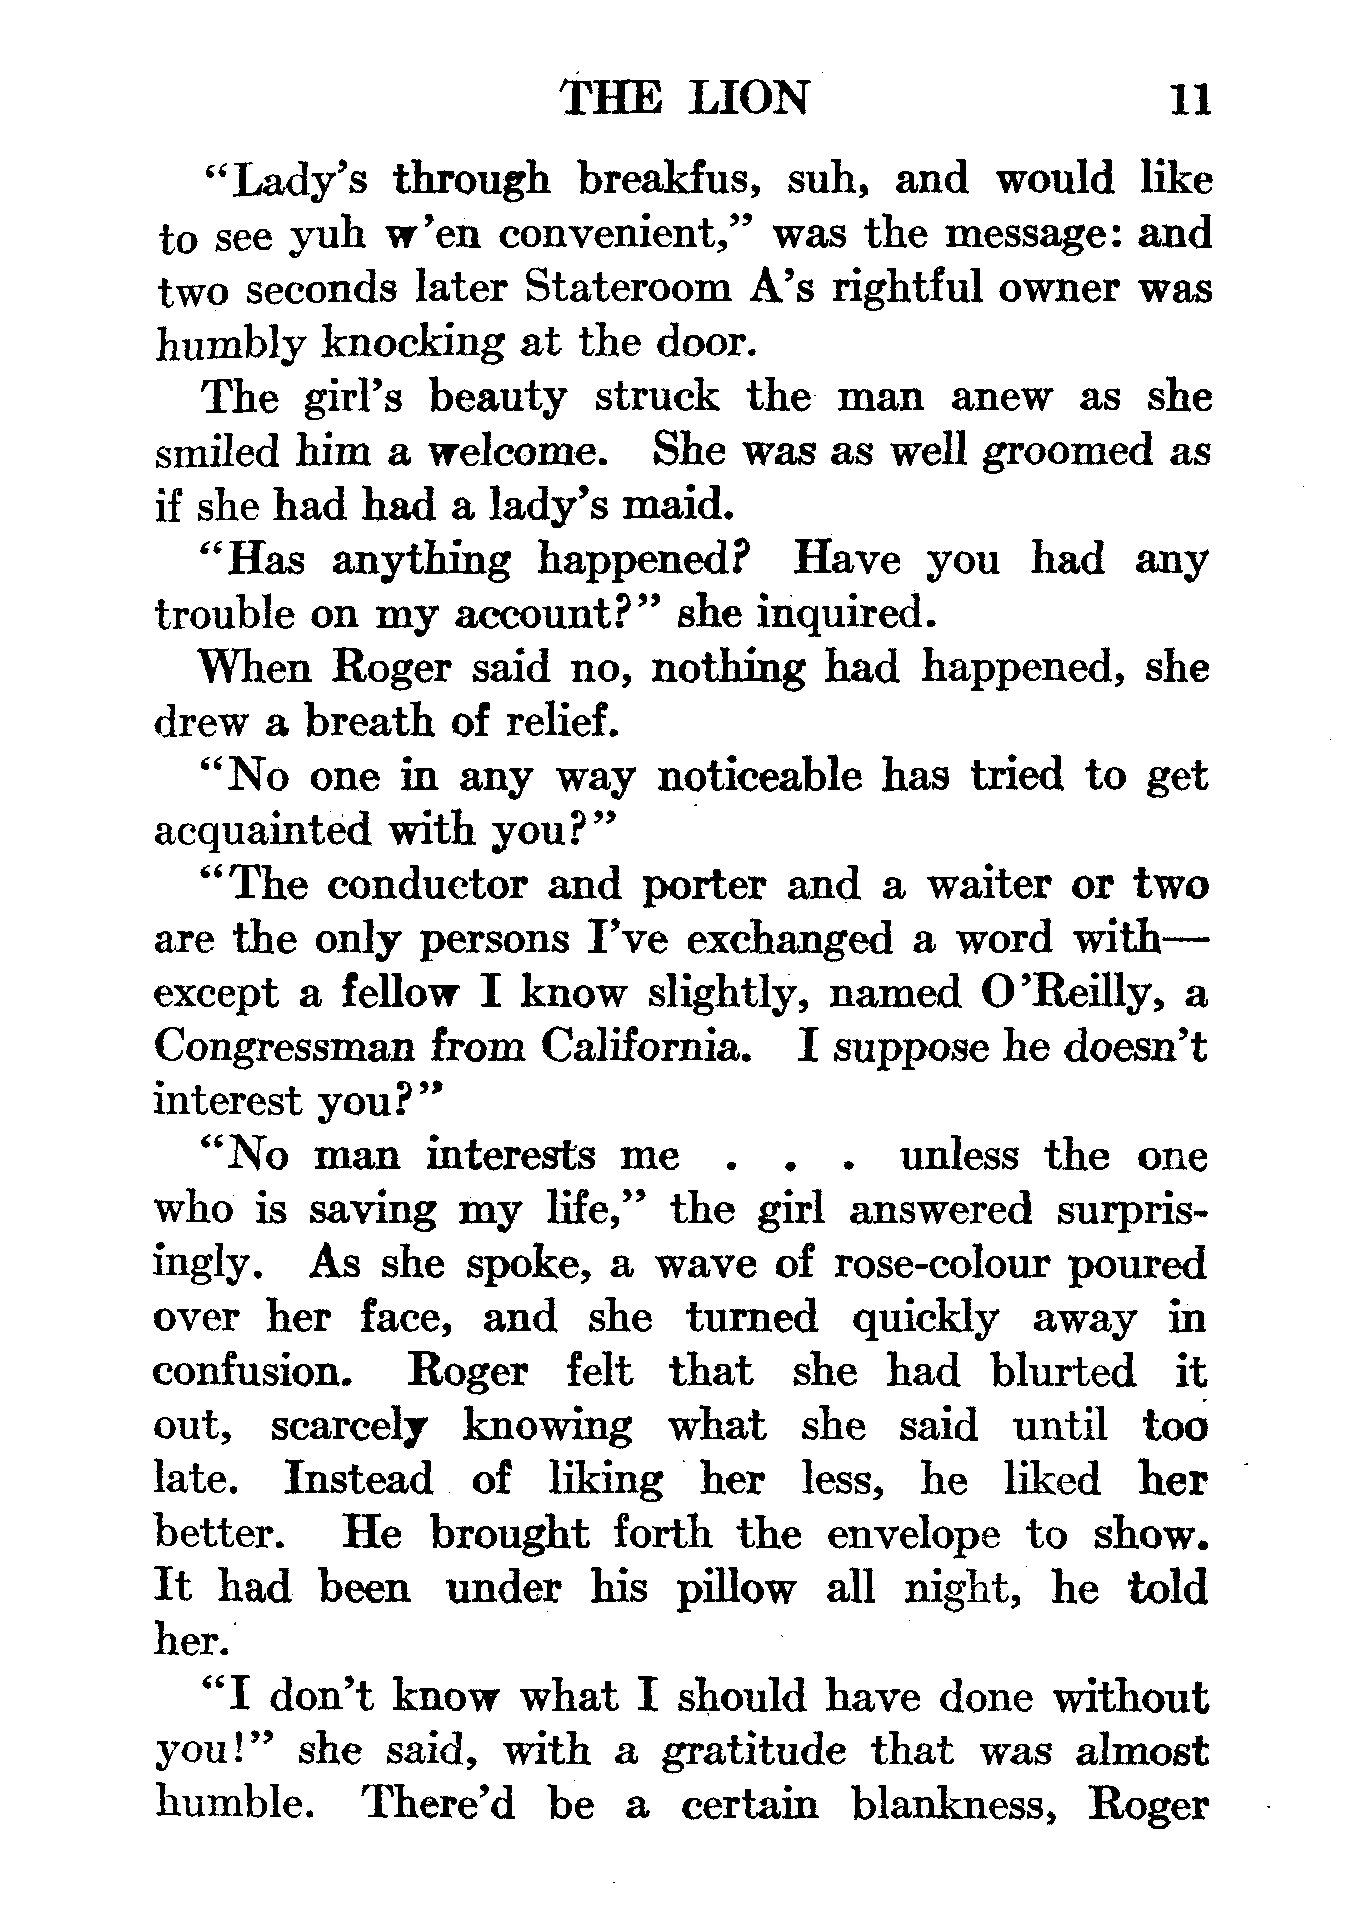 THE LION 11
“Lady’s through breakfus, suh, and would like
to see yuh w’en convenient,” was the message: and
two seconds later Stateroom A’s rightful owner was
humbly knocking at the door.
The girl’s beauty struck the man anew as she
smiled him a welcome. She was as well groomed as
if she had had a lady’s maid.
“Has anything happened? Have you had any
trouble on my account?” she inquired.
When Roger said no, nothing had happened, she
drew a breath of relief.
“No one in any way noticeable has tried to get
acquainted with you?”
“The conductor and porter and a waiter or two
are the only persons I’ve exchanged a word with—
except a fellow I know slightly, named O’Reilly, a
Congressman from California. I suppose he doesn’t
interest you?”
“No man interests me . . . unless the one
who is saving my life,” the girl answered surpris-
ingly. As she spoke, a wave of rose-colour poured
over her face, and she turned quickly away in
confusion. Roger felt that she had blurted it
out, scarcely knowing what she said until too
late. Instead of liking her less, he liked her
better. He brought forth the envelope to show.
It had been under his pillow all night, he told
her.
“I don’t know what I should have done without
you!” she said, with a gratitude that was almost
humble. There’d be a certain blankness, Roger